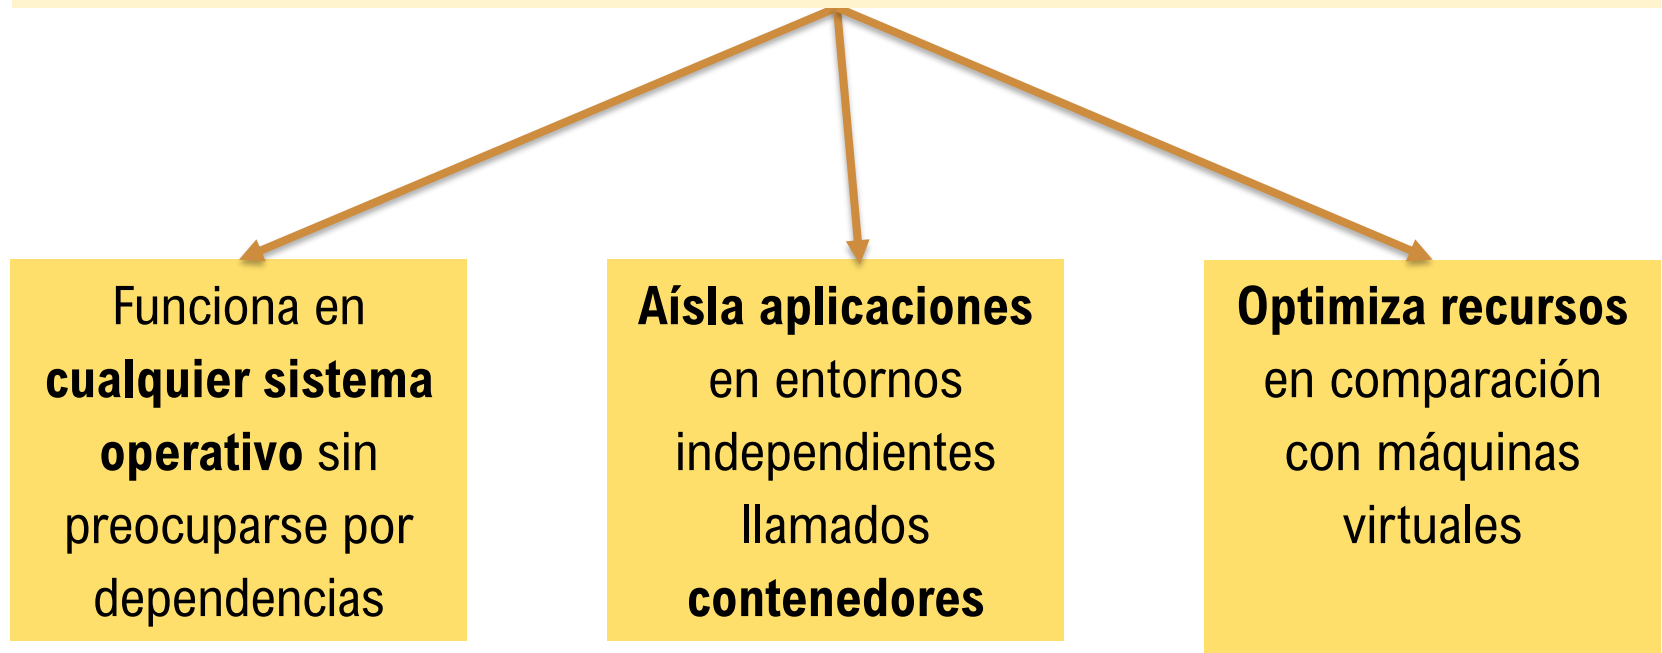 Funciona en
cualquier sistema
operativo sin
preocuparse por
dependencias
Aísla aplicaciones
en entornos
independientes
llamados
contenedores
Optimiza recursos
en comparación
con máquinas
virtuales